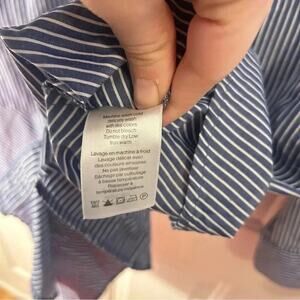 Machine wash cold
delicate wash
with like colors
Do not bleach
Tumble dry Low
Iron warm
Lavage en machine à froid
Lavage délicat avec
des couleurs similaires
Ne pas javelliser
Séchage par culbutage
à basse température
Repasser à
température moyenne